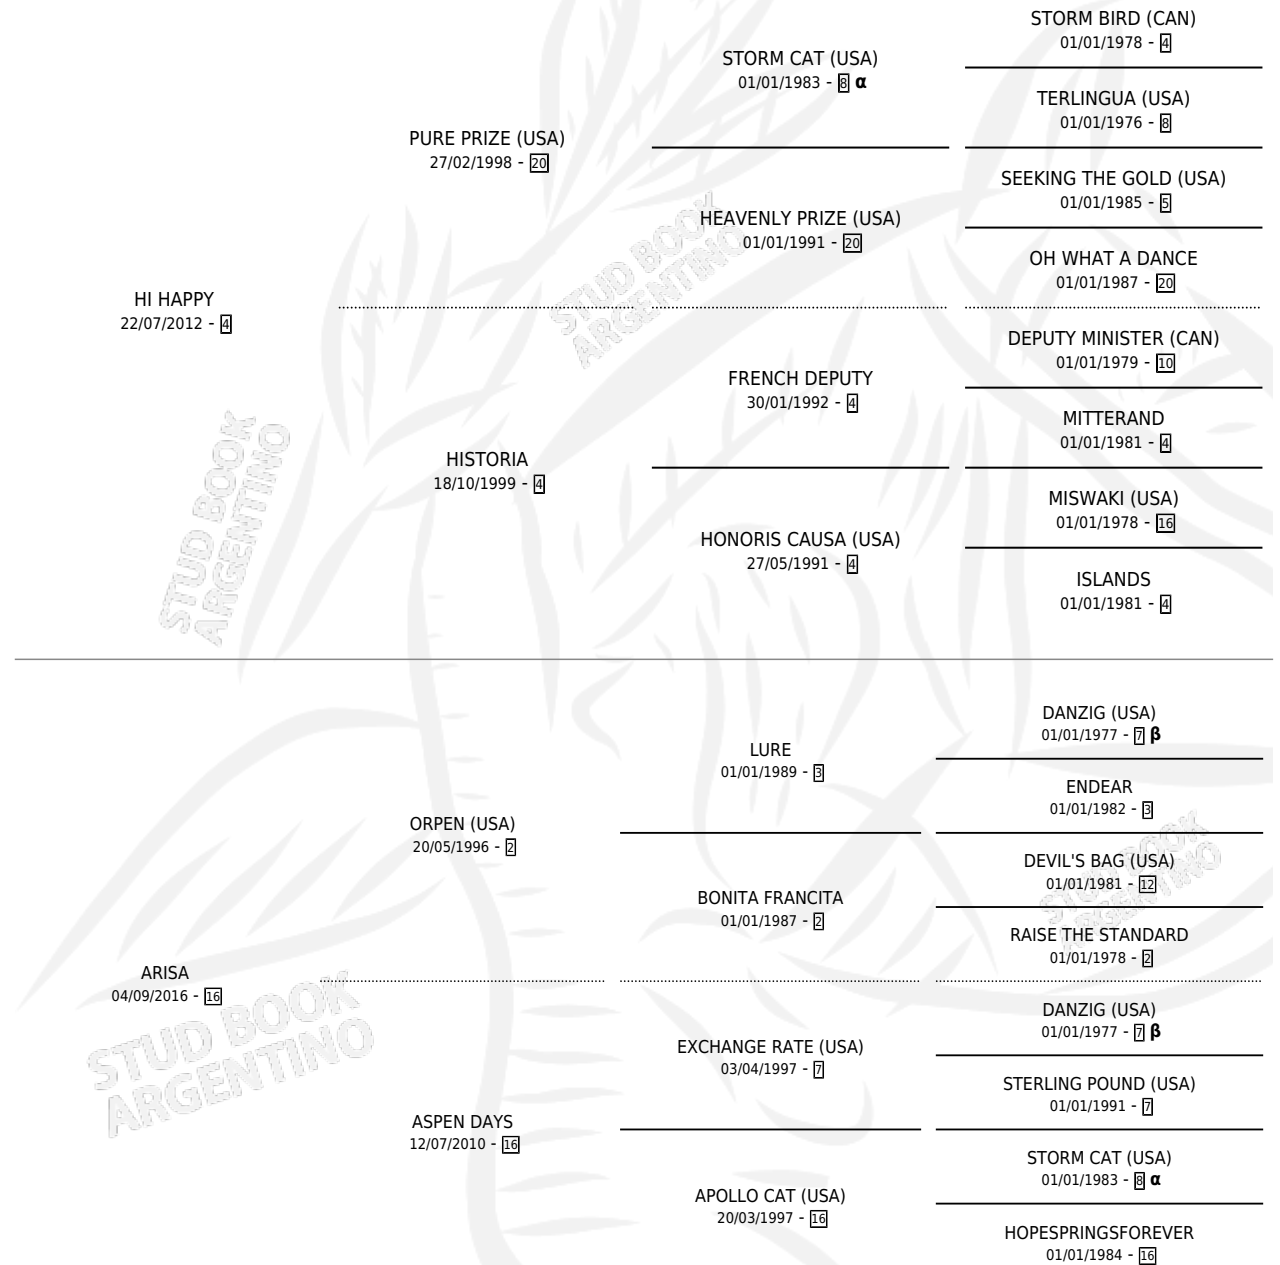 STORM BIRD (CAN)
01/01/1978 - 4
STORM CAT (USA)
01/01/1983 - 8 α
TERLINGUA (USA)
01/01/1976 - 8
PURE PRIZE (USA)
27/02/1998 - 20
SEEKING THE GOLD (USA)
01/01/1985 - 5
HEAVENLY PRIZE (USA)
01/01/1991 - 20
OH WHAT A DANCE
01/01/1987 - 20
HI HAPPY
22/07/2012 - 4
DEPUTY MINISTER (CAN)
01/01/1979 - 10
FRENCH DEPUTY
30/01/1992 - 4
MITTERAND
01/01/1981 - 4
HISTORIA
18/10/1999 - 4
MISWAKI (USA)
01/01/1978 - 16
HONORIS CAUSA (USA)
27/05/1991 - 4
ISLANDS
01/01/1981 - 4
STUD BOOK
ARGENTINO
STUD BOOK
ARGENTINO
DANZIG (USA)
01/01/1977 - 7 β
LURE
01/01/1989 - 3
ENDEAR
01/01/1982 - 3
ORPEN (USA)
20/05/1996 - 2
DEVIL'S BAG (USA)
01/01/1981 - 12
BONITA FRANCITA
01/01/1987 - 2
RAISE THE STANDARD
01/01/1978 - 2
ARISA
04/09/2016 - 16
DANZIG (USA)
01/01/1977 - 7 β
EXCHANGE RATE (USA)
03/04/1997 - 7
STERLING POUND (USA)
01/01/1991 - 7
ASPEN DAYS
12/07/2010 - 16
STORM CAT (USA)
01/01/1983 - 8 α
APOLLO CAT (USA)
20/03/1997 - 16
HOPESPRINGSFOREVER
01/01/1984 - 16
STUD BOOK
ARGENTINO
STUD BOOK
ARGENTINO